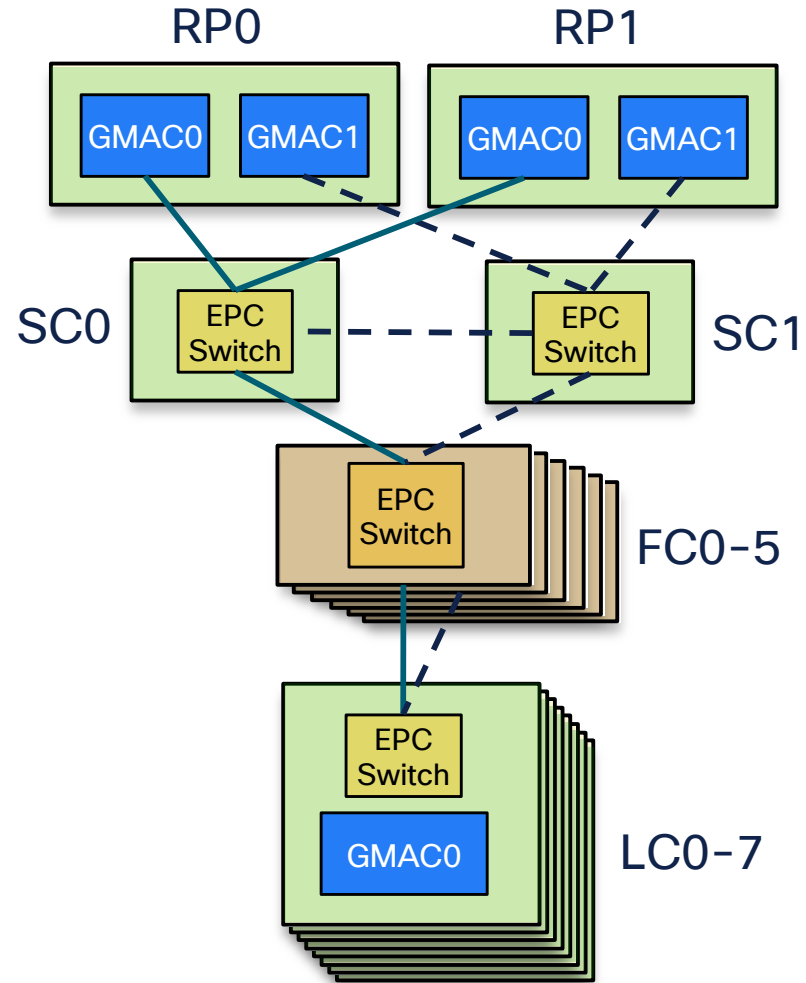 RP0
RP1
GMAC0
GMAC1
GMAC0
GMAC1
SC0
EPC
Switch
EPC
Switch
SC1
EPC
Switch
FC0-5
EPC
Switch
GMAC0
LC0-7